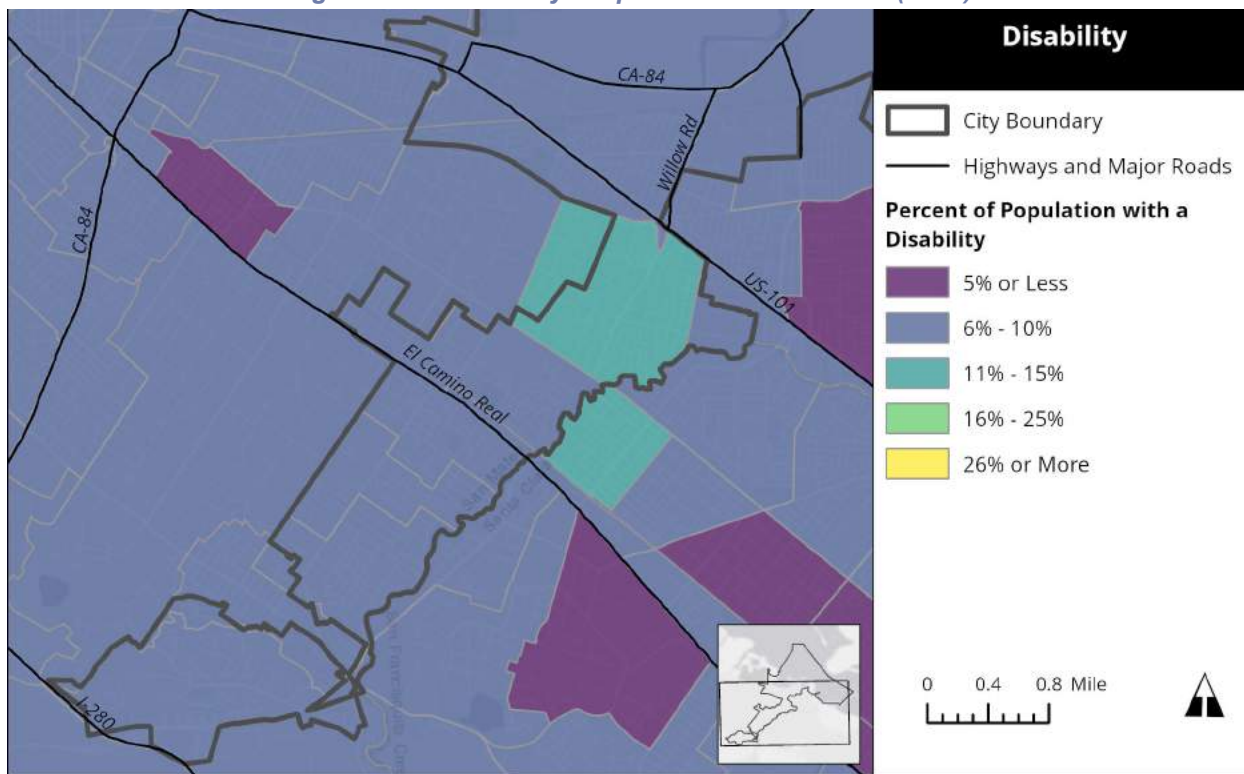 Disability
City Boundary
Highways and Major Roads
Percent of Population with a
Disability
5% or Less
6% - 10%
11% - 15%
16% - 25%
26% or More
0 0.4 0.8 Mile
CA-84
Willow Rd
CA-84
US-101
El Camino Real
San Mateo
I-280